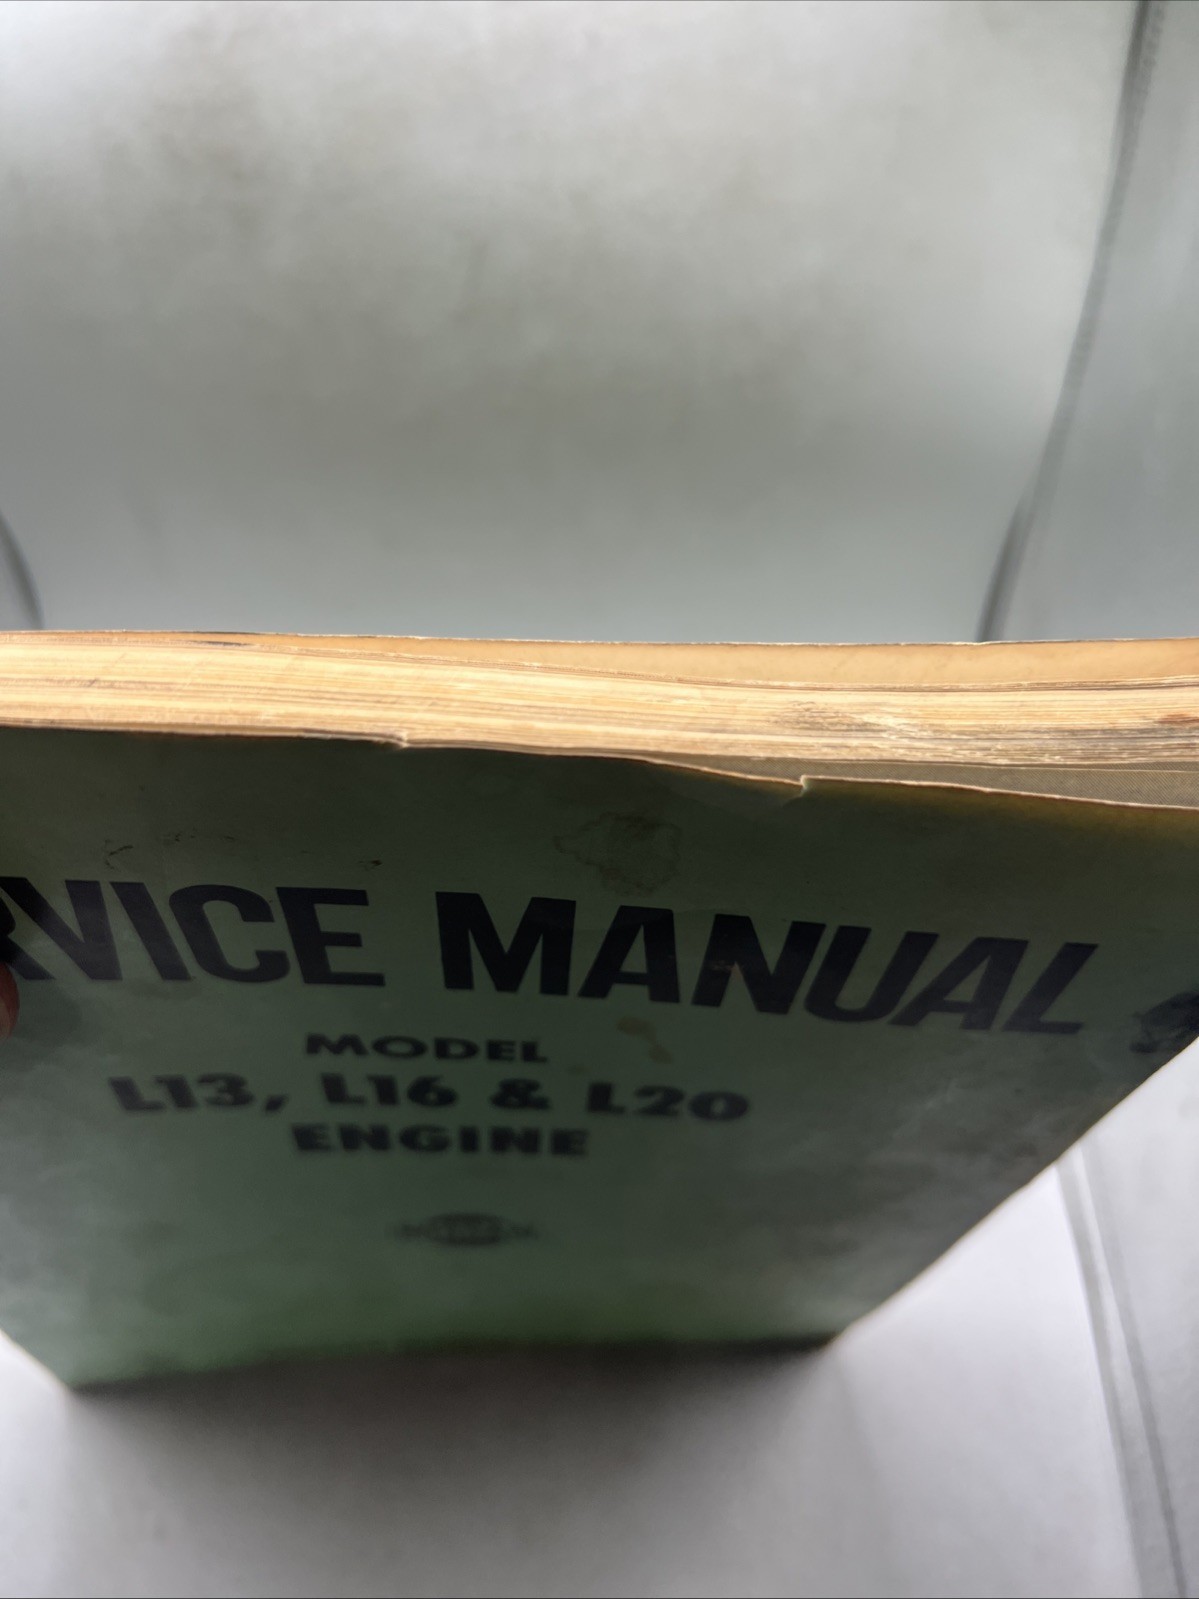 RVICE MANUAL
MODEL
L13, L16 & L20
ENGINE